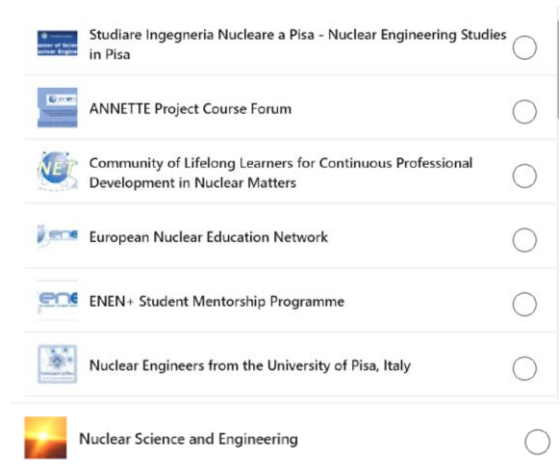 Studiare Ingegneria Nucleare a Pisa - Nuclear Engineering Studies
in Pisa
ANNETTE Project Course Forum
NET
Community of Lifelong Learners for Continuous Professional
Development in Nuclear Matters
European Nuclear Education Network
ene
ENEN+ Student Mentorship Programme
Nuclear Engineers from the University of Pisa, Italy
Nuclear Science and Engineering